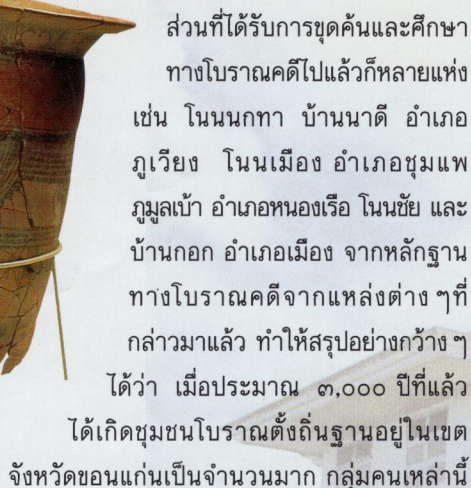 ส่วนที่ได้รับการขุดค้นและศึกษา
ทางโบราณคดีไปแล้วก็หลายแห่ง
เช่น โนนนกทา บ้านนาดี อำเภอ
ภูเวียง โนนเมือง อำเภอชุมแพ
ภูมูลเบ้า อำเภอหนองเรือ โนนชัย และ
บ้านกอก อำเภอเมือง จากหลักฐาน
ทางโบราณคดีจากแหล่งต่าง ๆที่
กล่าวมาแล้ว ทำให้สรุปอย่างกว้าง ๆ
ได้ว่า เมื่อประมาณ ๓,๐๐๐ ปีที่แล้ว
ได้เกิดชุมชนโบราณตั้งถิ่นฐานอยู่ในเขต
จังหวัดขอนแก่นเป็นจำนวนมาก กลุ่มคนเหล่านี้